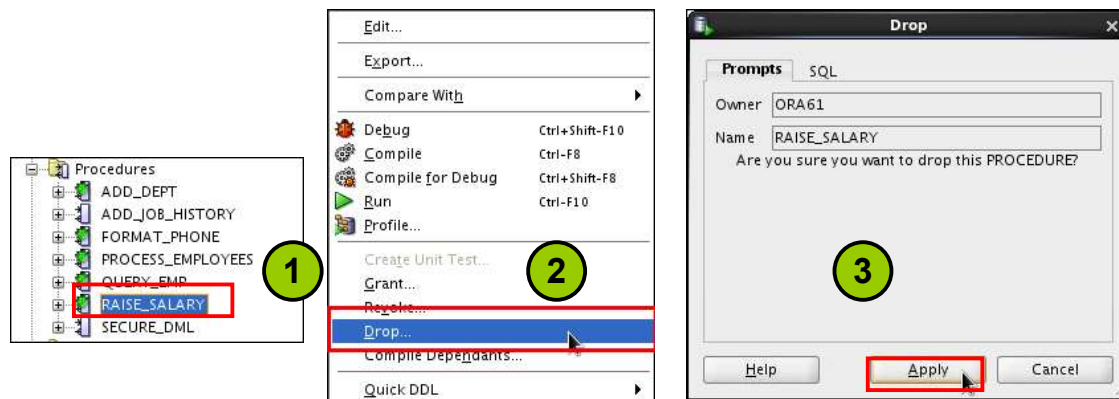 Procedures
ADD_DEPT
ADD_JOB_HISTORY
FORMAT_PHONE
PROCESS_EMPLOYEES
QUERY_EMP
RAISE_SALARY
SECURE_DML
1
Edit...
Export...
Compare With
Debug Ctrl+Shift-F10
Compile Ctrl-F8
Compile for Debug Ctrl+Shift-F8
Run Ctrl-F10
Profile...
Create Unit Test...
Grant...
Revoke...
Drop...
Compile Dependants...
Quick DDL
2
Drop
Prompts SQL
Owner ORA61
Name RAISE_SALARY
Are you sure you want to drop this PROCEDURE?
3
Help Apply Cancel